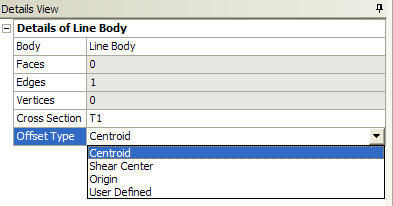 Details View
Details of Line Body
Body Line Body
Faces 0
Edges 1
Vertices 0
Cross Section T1
Offset Type Centroid
Centroid
Shear Center
Origin
User Defined